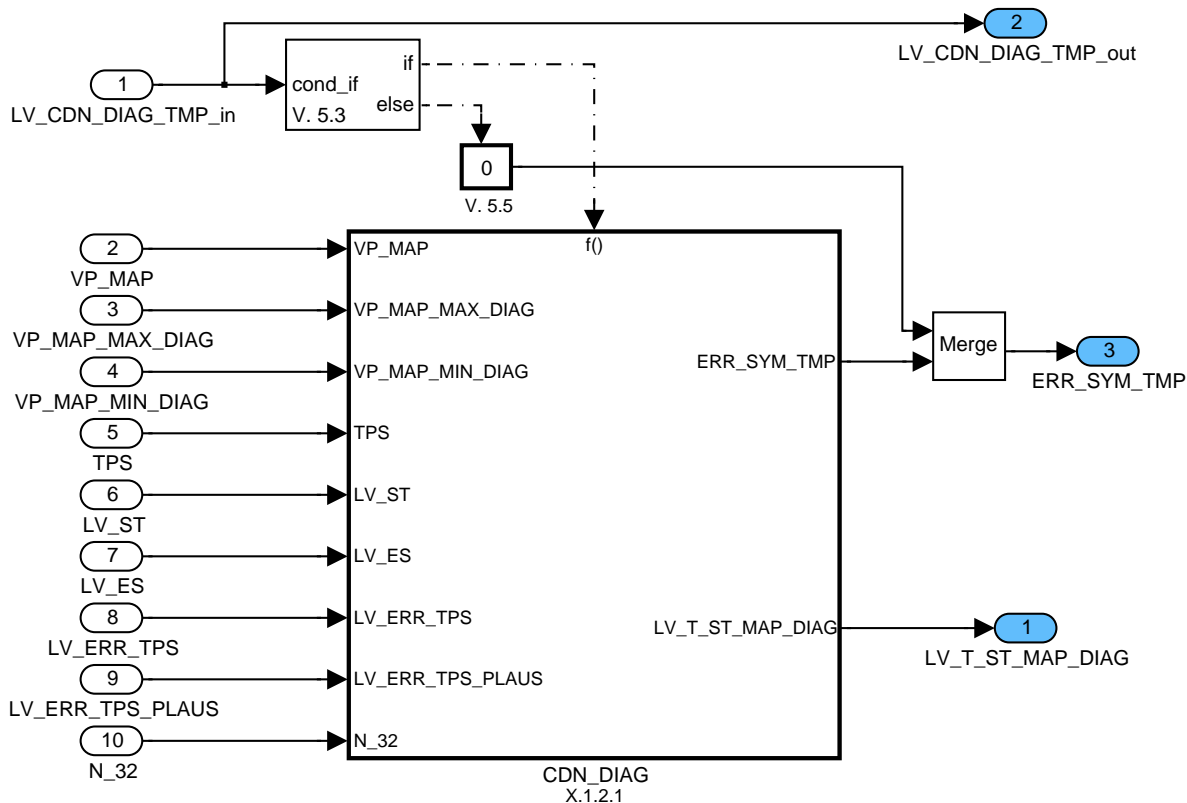 2
LV_CDN_DIAG_TMP_out
1
LV_CDN_DIAG_TMP_in
cond_if
if
else
V. 5.3
0
V. 5.5
f()
2
VP_MAP
VP_MAP
3
VP_MAP_MAX_DIAG
VP_MAP_MAX_DIAG
4
VP_MAP_MIN_DIAG
VP_MAP_MIN_DIAG
5
TPS
TPS
6
LV_ST
LV_ST
7
LV_ES
LV_ES
8
LV_ERR_TPS
LV_ERR_TPS
9
LV_ERR_TPS_PLAUS
LV_ERR_TPS_PLAUS
10
N_32
N_32
ERR_SYM_TMP
Merge
3
ERR_SYM_TMP
LV_T_ST_MAP_DIAG
1
LV_T_ST_MAP_DIAG
CDN_DIAG
X.1.2.1